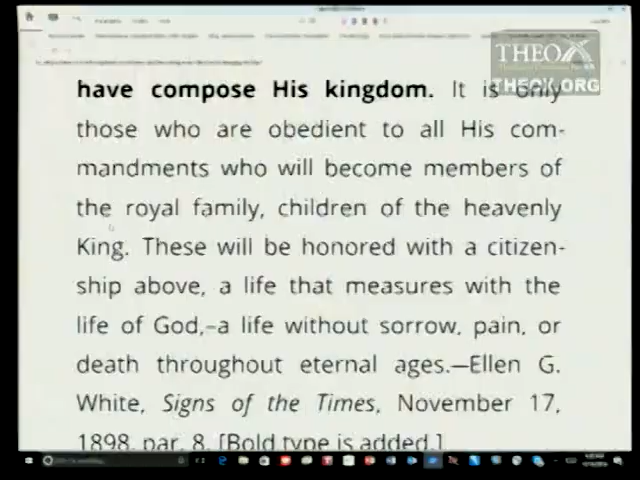 THEOX
THEOX.ORG
have compose His kingdom. It is only
those who are obedient to all His com-
mandments who will become members of
the royal family, children of the heavenly
King. These will be honored with a citizen-
ship above, a life that measures with the
life of God,–a life without sorrow, pain, or
death throughout eternal ages.—Ellen G.
White, Signs of the Times, November 17,
1898, par. 8. [Bold type is added.]